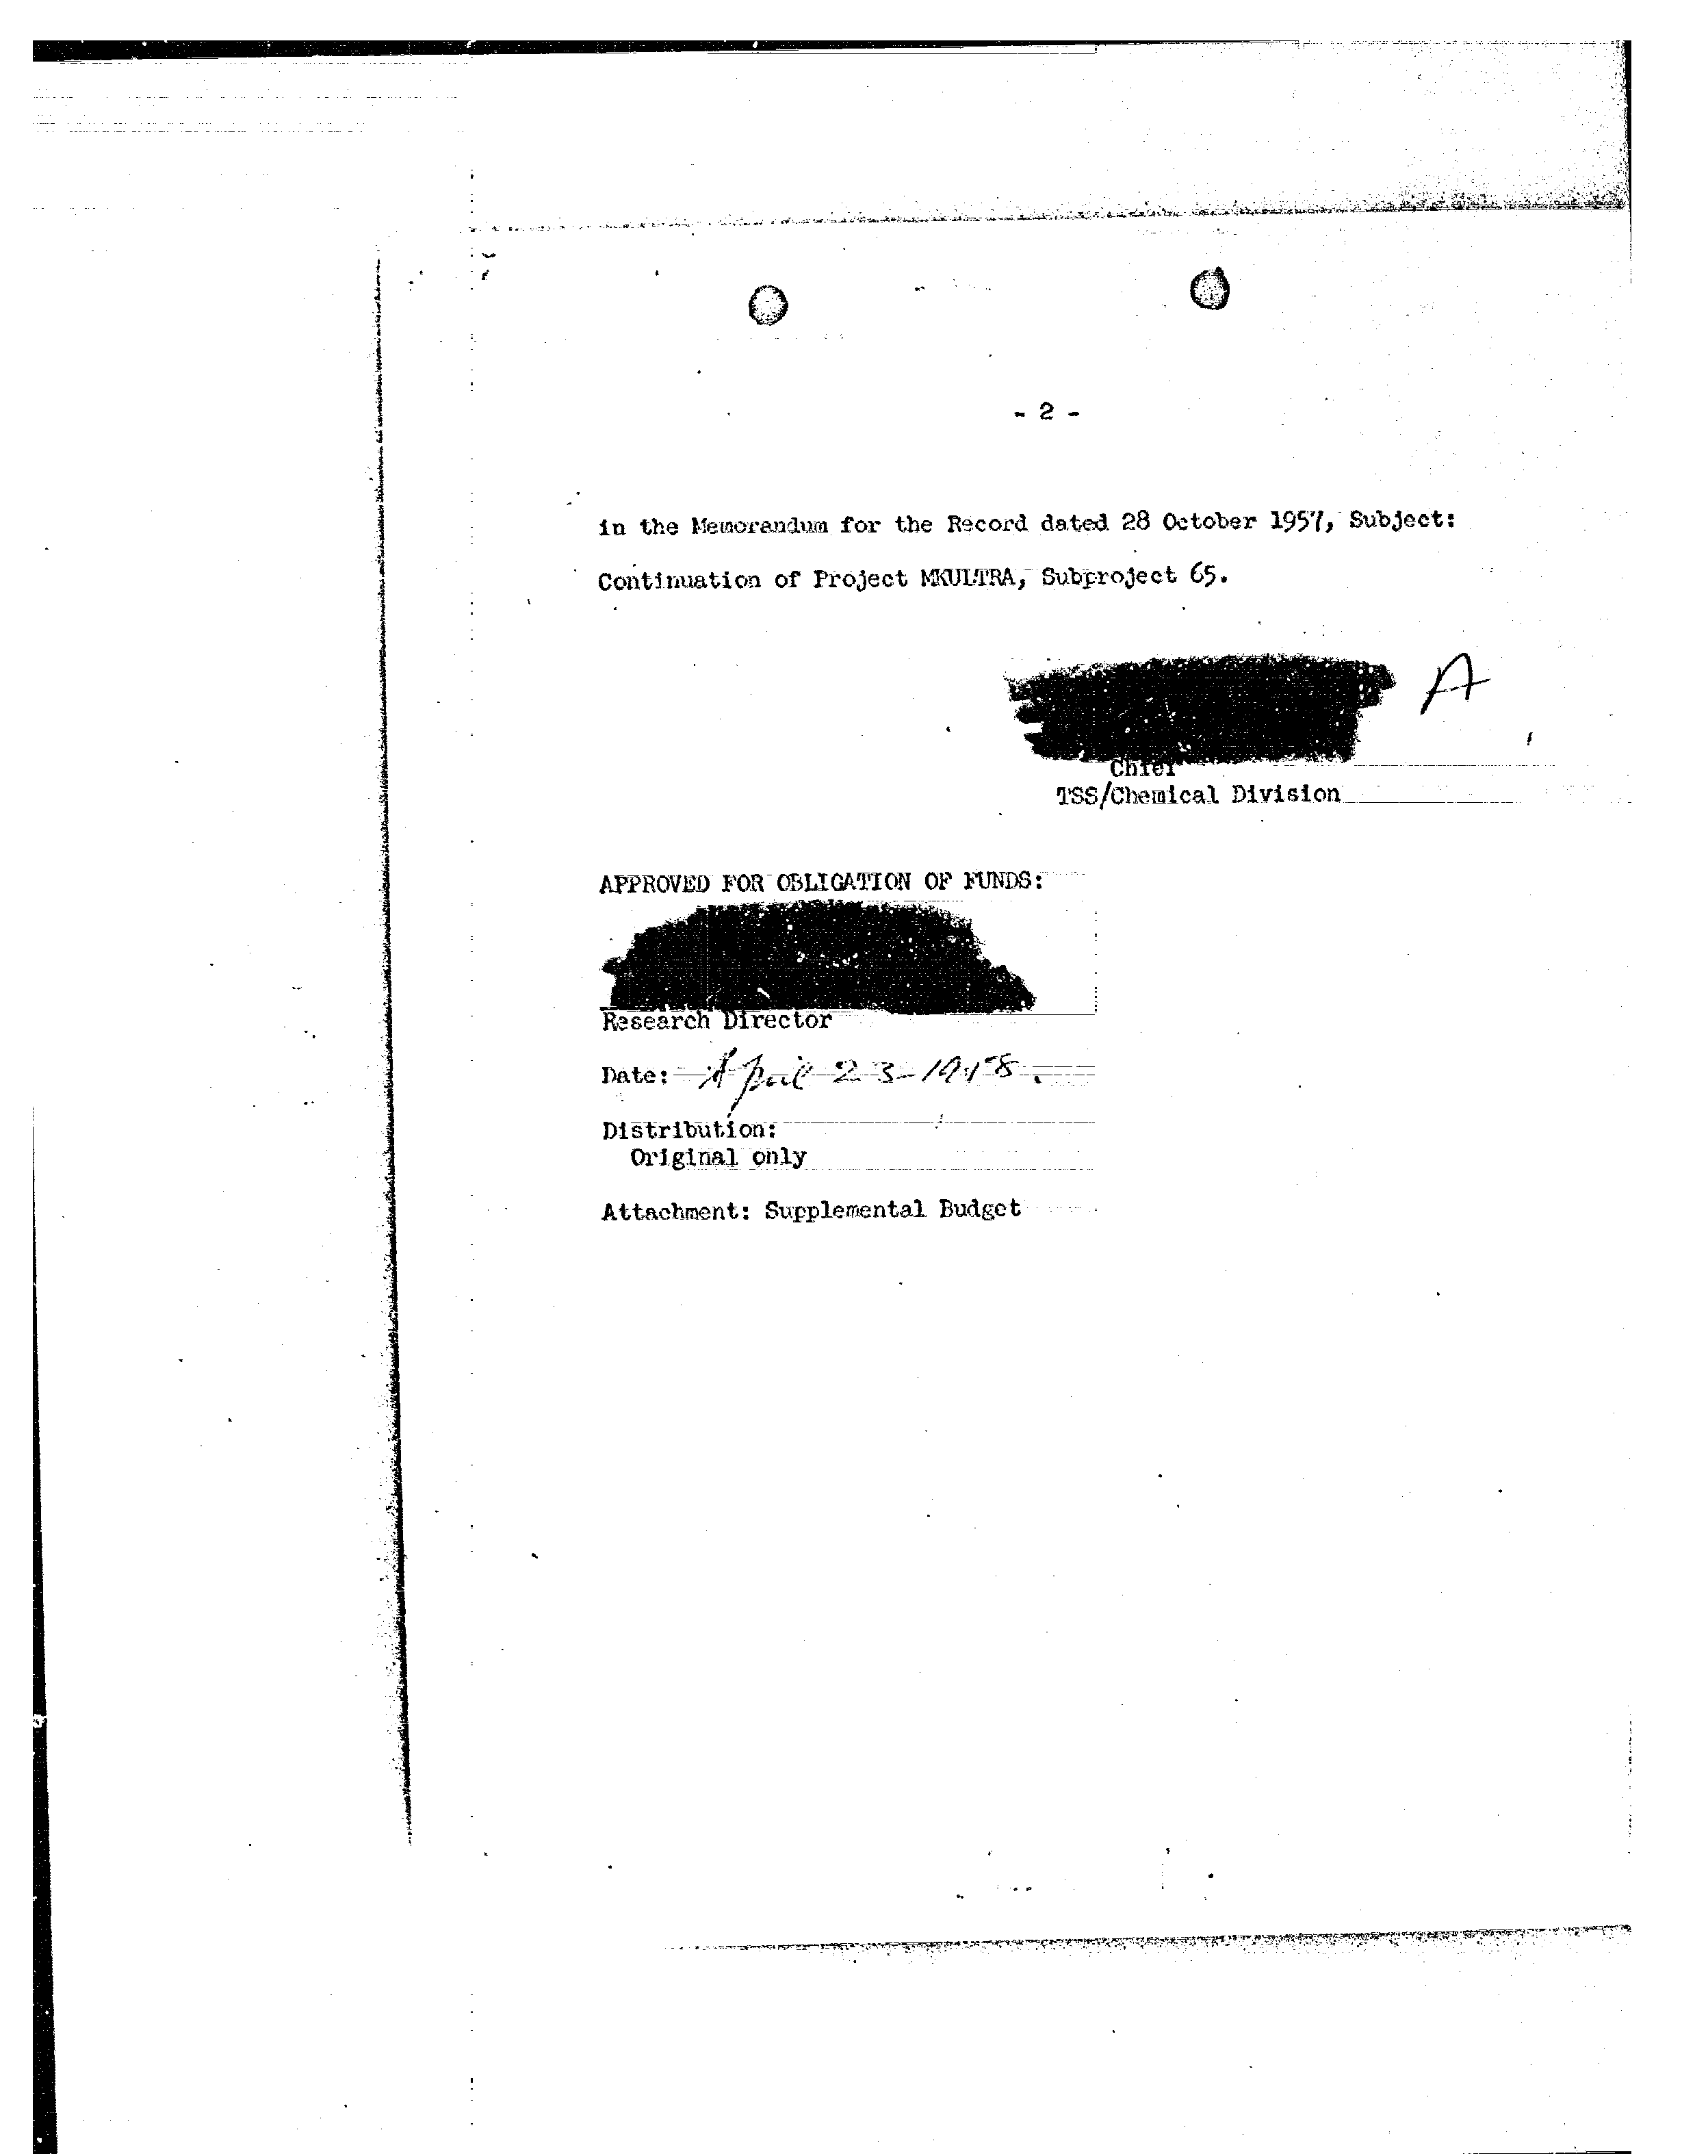 - 2 -
in the Memorandum for the Record dated 28 October 1957, Subject:
Continuation of Project MKULTRA, Subproject 65.
A
Chief
TSS/Chemical Division
APPROVED FOR OBLIGATION OF FUNDS:
Research Director
Date: April 23-1958.
Distribution:
Original only
Attachment: Supplemental Budget